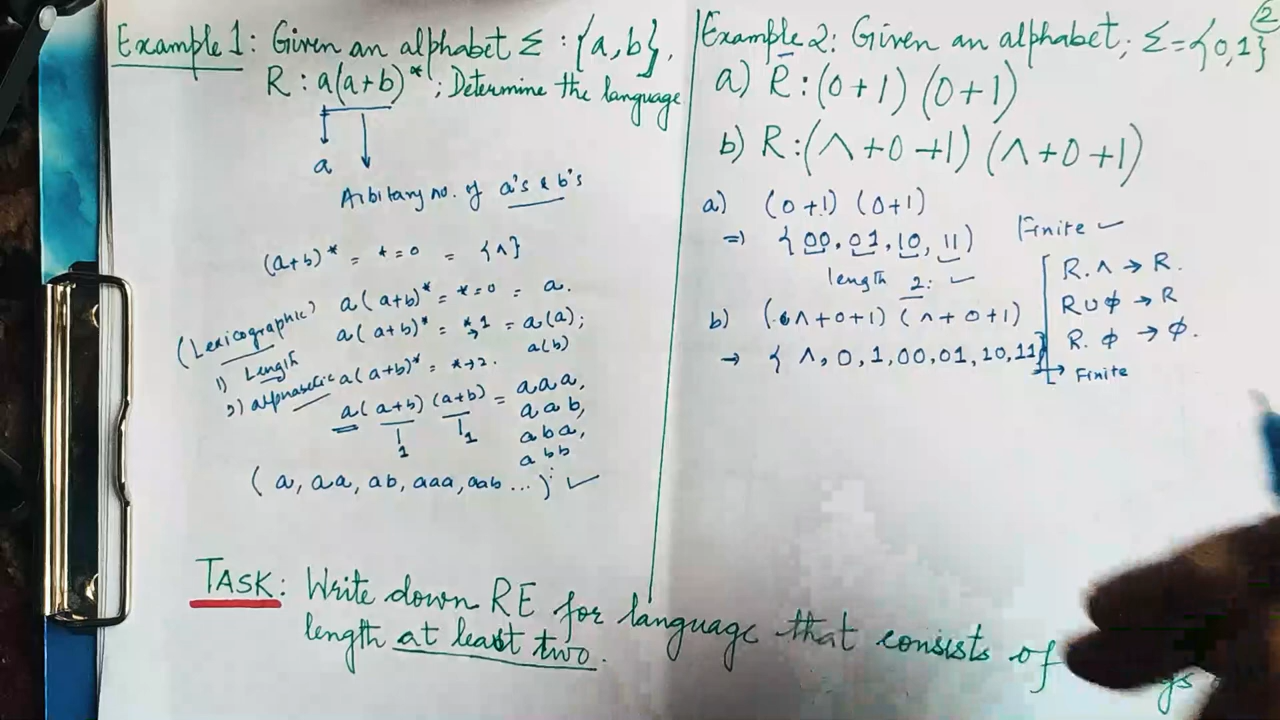 Example 1: Given an alphabet Σ : {a,b},
R : a(a+b)*; Determine the language
a
Arbitary no. of a's & b's
(a+b)* = *=0 = {^}
(Lexicographic)
1) Length
2) alphabetic
a(a+b)* = *=0 = a.
a(a+b)* = *→1 = a(a);
a(b)
a(a+b)* = *→2.
a(a+b)(a+b) = aaa,
aab,
aba,
abb
1 1
(a, aa, ab, aaa, aab ...) ✓
2
Example 2: Given an alphabet, Σ={0,1}
a) R:(0+1)(0+1)
b) R:(^+0+1)(^+0+1)
a) (0+1)(0+1)
⇒ {00,01,10,11} Finite ✓
length 2: ✓
R.^ → R.
R∪ϕ → R
R.ϕ → ϕ.
b) (^+0+1)(^+0+1)
→ {^,0,1,00,01,10,11}
→ Finite
TASK: Write down RE for language that consists of
length at least two.